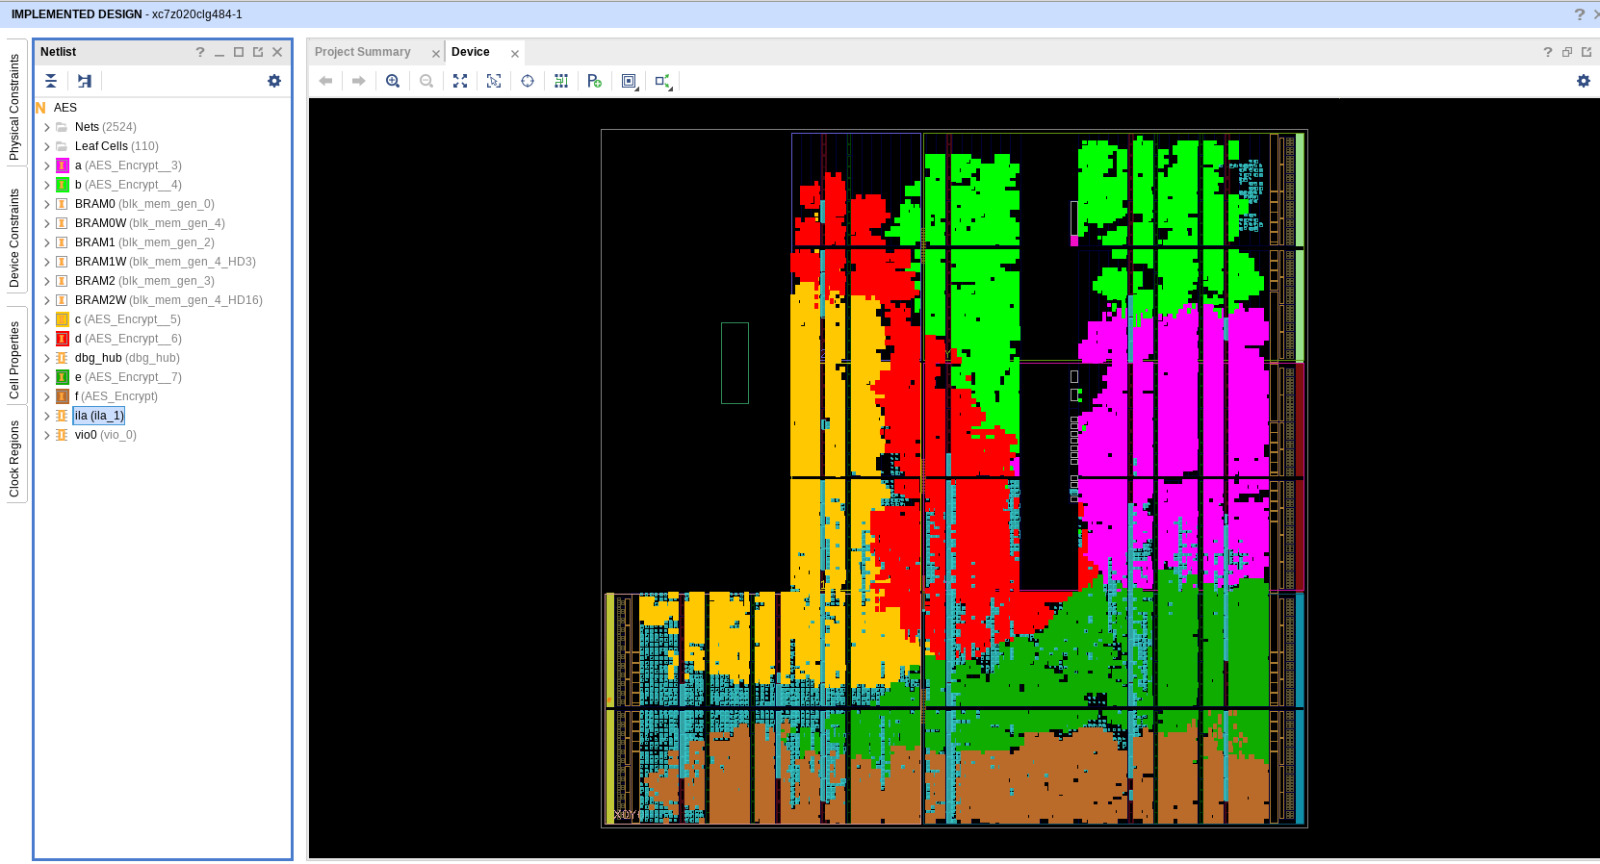 IMPLEMENTED DESIGN - xc7z020clg484-1
Physical Constraints
Device Constraints
Cell Properties
Clock Regions
Netlist
AES
Nets (2524)
Leaf Cells (110)
a (AES_Encrypt__3)
b (AES_Encrypt__4)
BRAM0 (blk_mem_gen_0)
BRAM0W (blk_mem_gen_4)
BRAM1 (blk_mem_gen_2)
BRAM1W (blk_mem_gen_4_HD3)
BRAM2 (blk_mem_gen_3)
BRAM2W (blk_mem_gen_4_HD16)
c (AES_Encrypt__5)
d (AES_Encrypt__6)
dbg_hub (dbg_hub)
e (AES_Encrypt__7)
f (AES_Encrypt)
ila (ila_1)
vio0 (vio_0)
Project Summary
Device